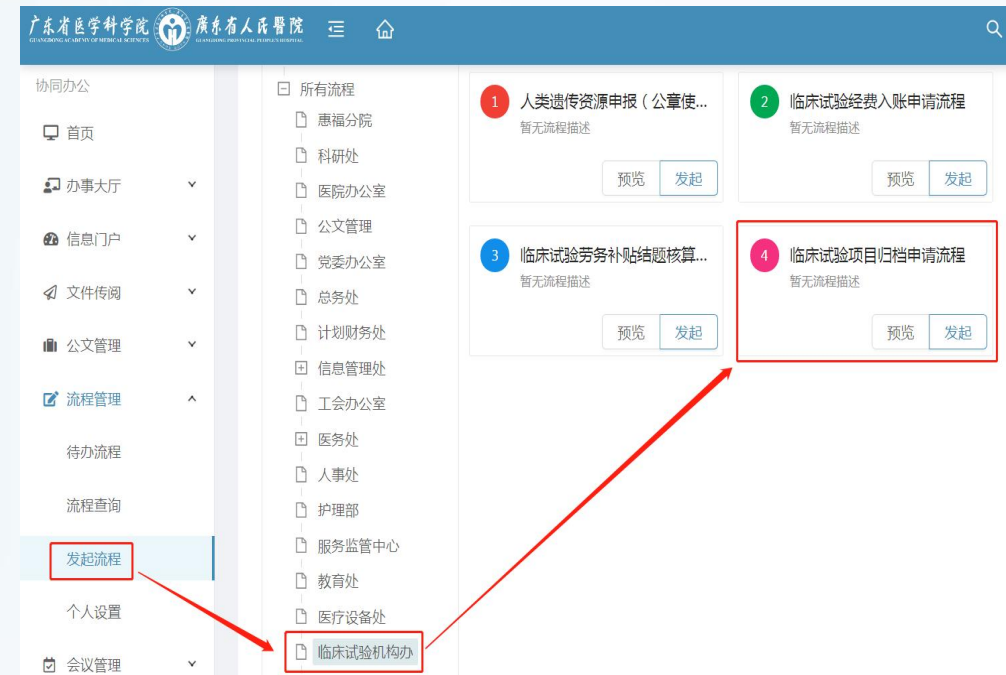 广东省医学科学院 廣东省人民醫院
GUANGDONG ACADEMY OF MEDICAL SCIENCES GUANGDONG PROVINCIAL PEOPLE'S HOSPITAL
协同办公
首页
办事大厅
信息门户
文件传阅
公文管理
流程管理
待办流程
流程查询
发起流程
个人设置
会议管理
所有流程
惠福分院
科研处
医院办公室
公文管理
党委办公室
总务处
计划财务处
信息管理处
工会办公室
医务处
人事处
护理部
服务监管中心
教育处
医疗设备处
临床试验机构办
1 人类遗传资源申报（公章使...
暂无流程描述
预览 发起
2 临床试验经费入账申请流程
暂无流程描述
预览 发起
3 临床试验劳务补贴结题核算...
暂无流程描述
预览 发起
4 临床试验项目归档申请流程
暂无流程描述
预览 发起